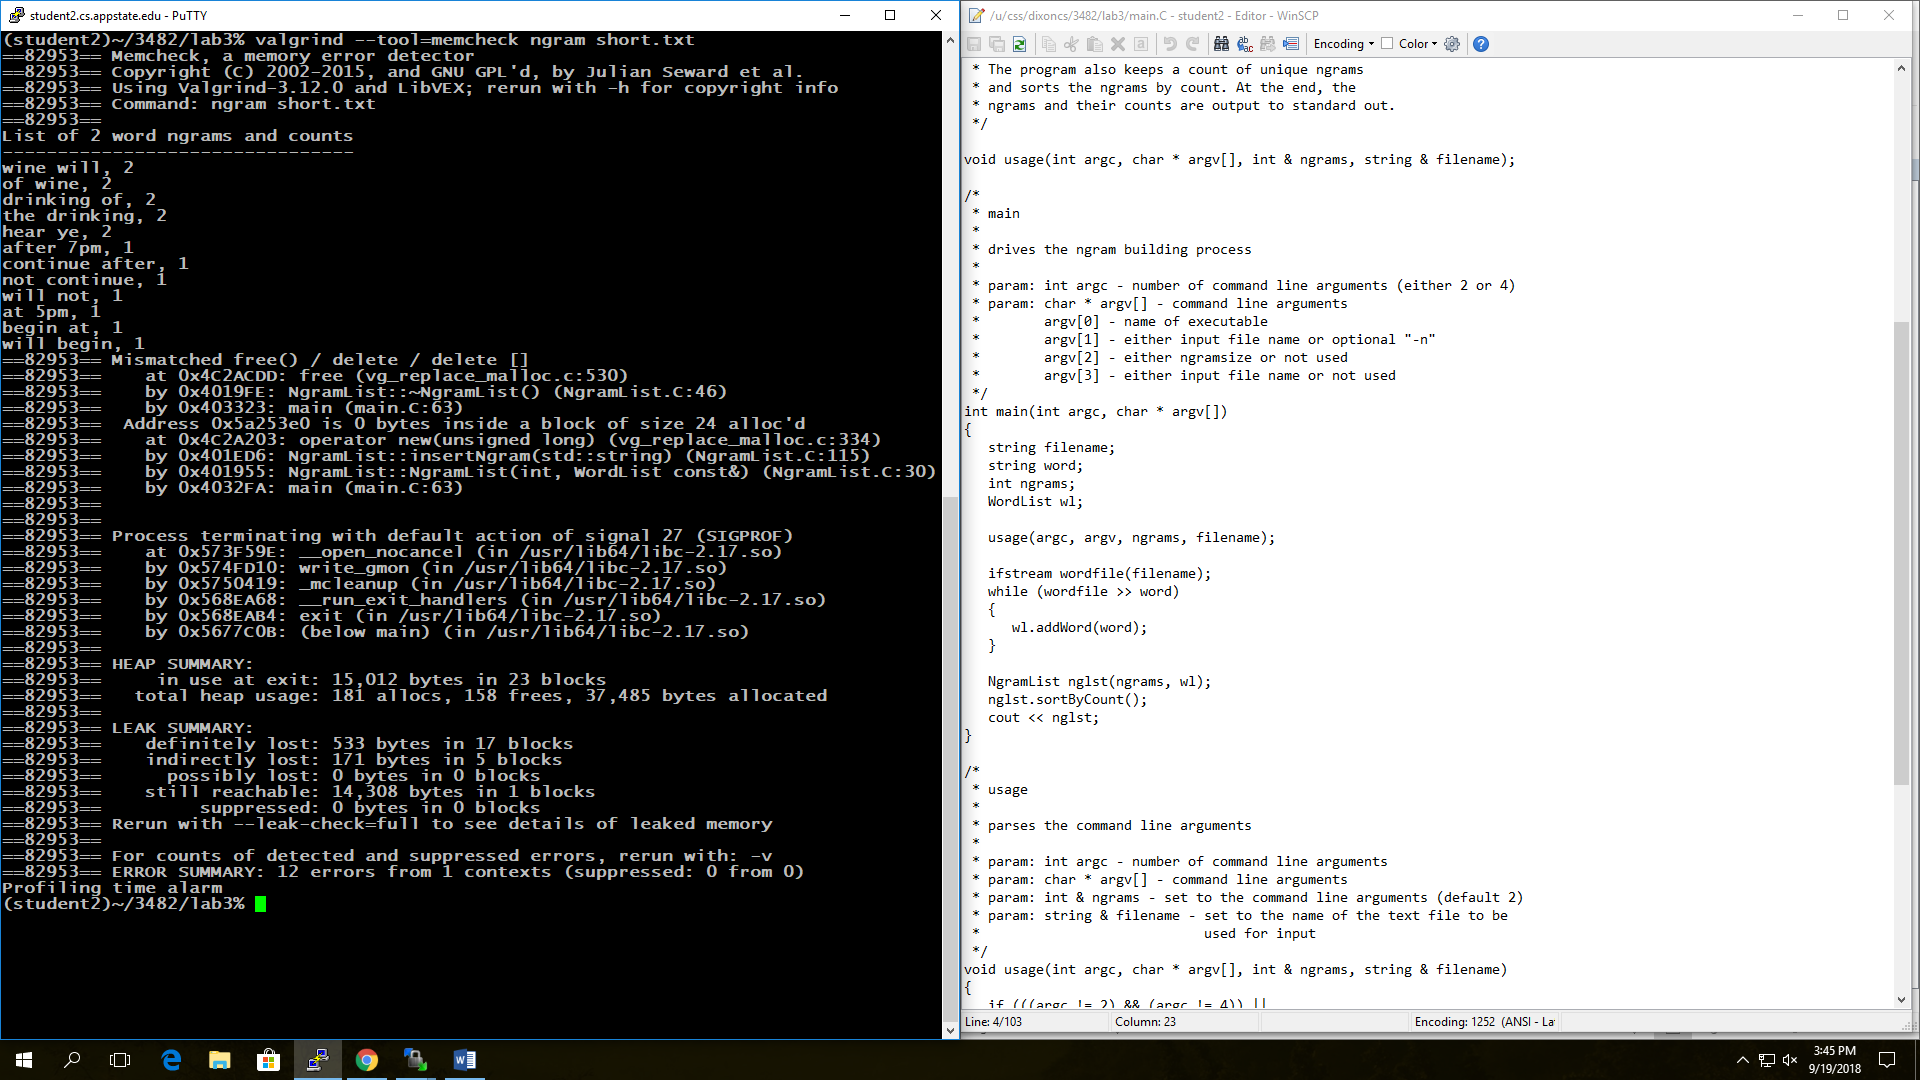 student2.cs.appstate.edu - PuTTY
(student2)~/3482/lab3% valgrind --tool=memcheck ngram short.txt
==82953== Memcheck, a memory error detector
==82953== Copyright (C) 2002-2015, and GNU GPL'd, by Julian Seward et al.
==82953== Using Valgrind-3.12.0 and LibVEX; rerun with -h for copyright info
==82953== Command: ngram short.txt
==82953==
List of 2 word ngrams and counts
--------------------------------
wine will, 2
of wine, 2
drinking of, 2
the drinking, 2
hear ye, 2
after 7pm, 1
continue after, 1
not continue, 1
will not, 1
at 5pm, 1
begin at, 1
will begin, 1
==82953== Mismatched free() / delete / delete []
==82953==    at 0x4C2ACDD: free (vg_replace_malloc.c:530)
==82953==    by 0x4019FE: NgramList::~NgramList() (NgramList.C:46)
==82953==    by 0x403323: main (main.C:63)
==82953==  Address 0x5a253e0 is 0 bytes inside a block of size 24 alloc'd
==82953==    at 0x4C2A203: operator new(unsigned long) (vg_replace_malloc.c:334)
==82953==    by 0x401ED6: NgramList::insertNgram(std::string) (NgramList.C:115)
==82953==    by 0x401955: NgramList::NgramList(int, WordList const&) (NgramList.C:30)
==82953==    by 0x4032FA: main (main.C:63)
==82953==
==82953==
==82953== Process terminating with default action of signal 27 (SIGPROF)
==82953==    at 0x573F59E: __open_nocancel (in /usr/lib64/libc-2.17.so)
==82953==    by 0x574FD10: write_gmon (in /usr/lib64/libc-2.17.so)
==82953==    by 0x5750419: _mcleanup (in /usr/lib64/libc-2.17.so)
==82953==    by 0x568EA68: __run_exit_handlers (in /usr/lib64/libc-2.17.so)
==82953==    by 0x568EAB4: exit (in /usr/lib64/libc-2.17.so)
==82953==    by 0x5677C0B: (below main) (in /usr/lib64/libc-2.17.so)
==82953==
==82953== HEAP SUMMARY:
==82953==     in use at exit: 15,012 bytes in 23 blocks
==82953==   total heap usage: 181 allocs, 158 frees, 37,485 bytes allocated
==82953==
==82953== LEAK SUMMARY:
==82953==    definitely lost: 533 bytes in 17 blocks
==82953==    indirectly lost: 171 bytes in 5 blocks
==82953==      possibly lost: 0 bytes in 0 blocks
==82953==    still reachable: 14,308 bytes in 1 blocks
==82953==         suppressed: 0 bytes in 0 blocks
==82953== Rerun with --leak-check=full to see details of leaked memory
==82953==
==82953== For counts of detected and suppressed errors, rerun with: -v
==82953== ERROR SUMMARY: 12 errors from 1 contexts (suppressed: 0 from 0)
Profiling time alarm
(student2)~/3482/lab3%
/u/css/dixoncs/3482/lab3/main.C - student2 - Editor - WinSCP
Encoding Color
* The program also keeps a count of unique ngrams
* and sorts the ngrams by count. At the end, the
* ngrams and their counts are output to standard out.
*/
void usage(int argc, char * argv[], int & ngrams, string & filename);
/*
* main
*
* drives the ngram building process
*
* param: int argc - number of command line arguments (either 2 or 4)
* param: char * argv[] - command line arguments
*        argv[0] - name of executable
*        argv[1] - either input file name or optional "-n"
*        argv[2] - either ngramsize or not used
*        argv[3] - either input file name or not used
*/
int main(int argc, char * argv[])
{
   string filename;
   string word;
   int ngrams;
   WordList wl;
   usage(argc, argv, ngrams, filename);
   ifstream wordfile(filename);
   while (wordfile >> word)
   {
      wl.addWord(word);
   }
   NgramList nglst(ngrams, wl);
   nglst.sortByCount();
   cout << nglst;
}
/*
* usage
*
* parses the command line arguments
*
* param: int argc - number of command line arguments
* param: char * argv[] - command line arguments
* param: int & ngrams - set to the command line arguments (default 2)
* param: string & filename - set to the name of the text file to be
*                            used for input
*/
void usage(int argc, char * argv[], int & ngrams, string & filename)
{
   if (((argc != 2) && (argc != 4)) ||
Line: 4/103 Column: 23 Encoding: 1252 (ANSI - La
3:45 PM
9/19/2018